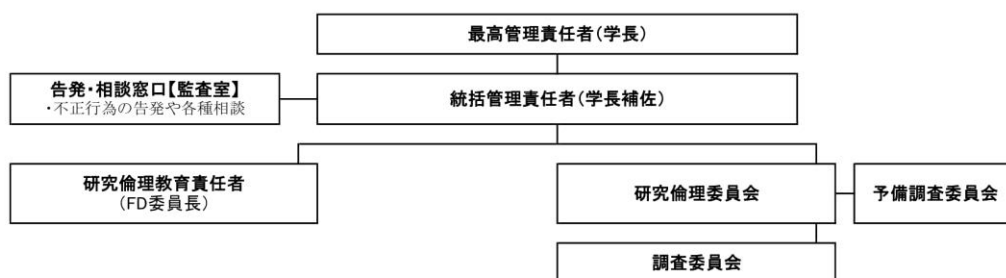 最高管理責任者(学長)
告発・相談窓口【監査室】
・不正行為の告発や各種相談
統括管理責任者(学長補佐)
研究倫理教育責任者
(FD委員長)
研究倫理委員会
予備調査委員会
調査委員会